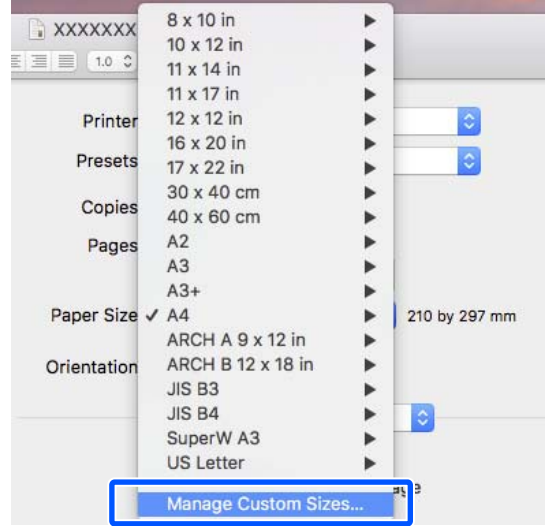 XXXXXXX
1.0
8 x 10 in
10 x 12 in
11 x 14 in
11 x 17 in
Printer
12 x 12 in
16 x 20 in
Presets
17 x 22 in
30 x 40 cm
Copies
40 x 60 cm
Pages
A2
A3
A3+
Paper Size ✓ A4 210 by 297 mm
ARCH A 9 x 12 in
Orientation
ARCH B 12 x 18 in
JIS B3
JIS B4
SuperW A3
US Letter
Manage Custom Sizes...